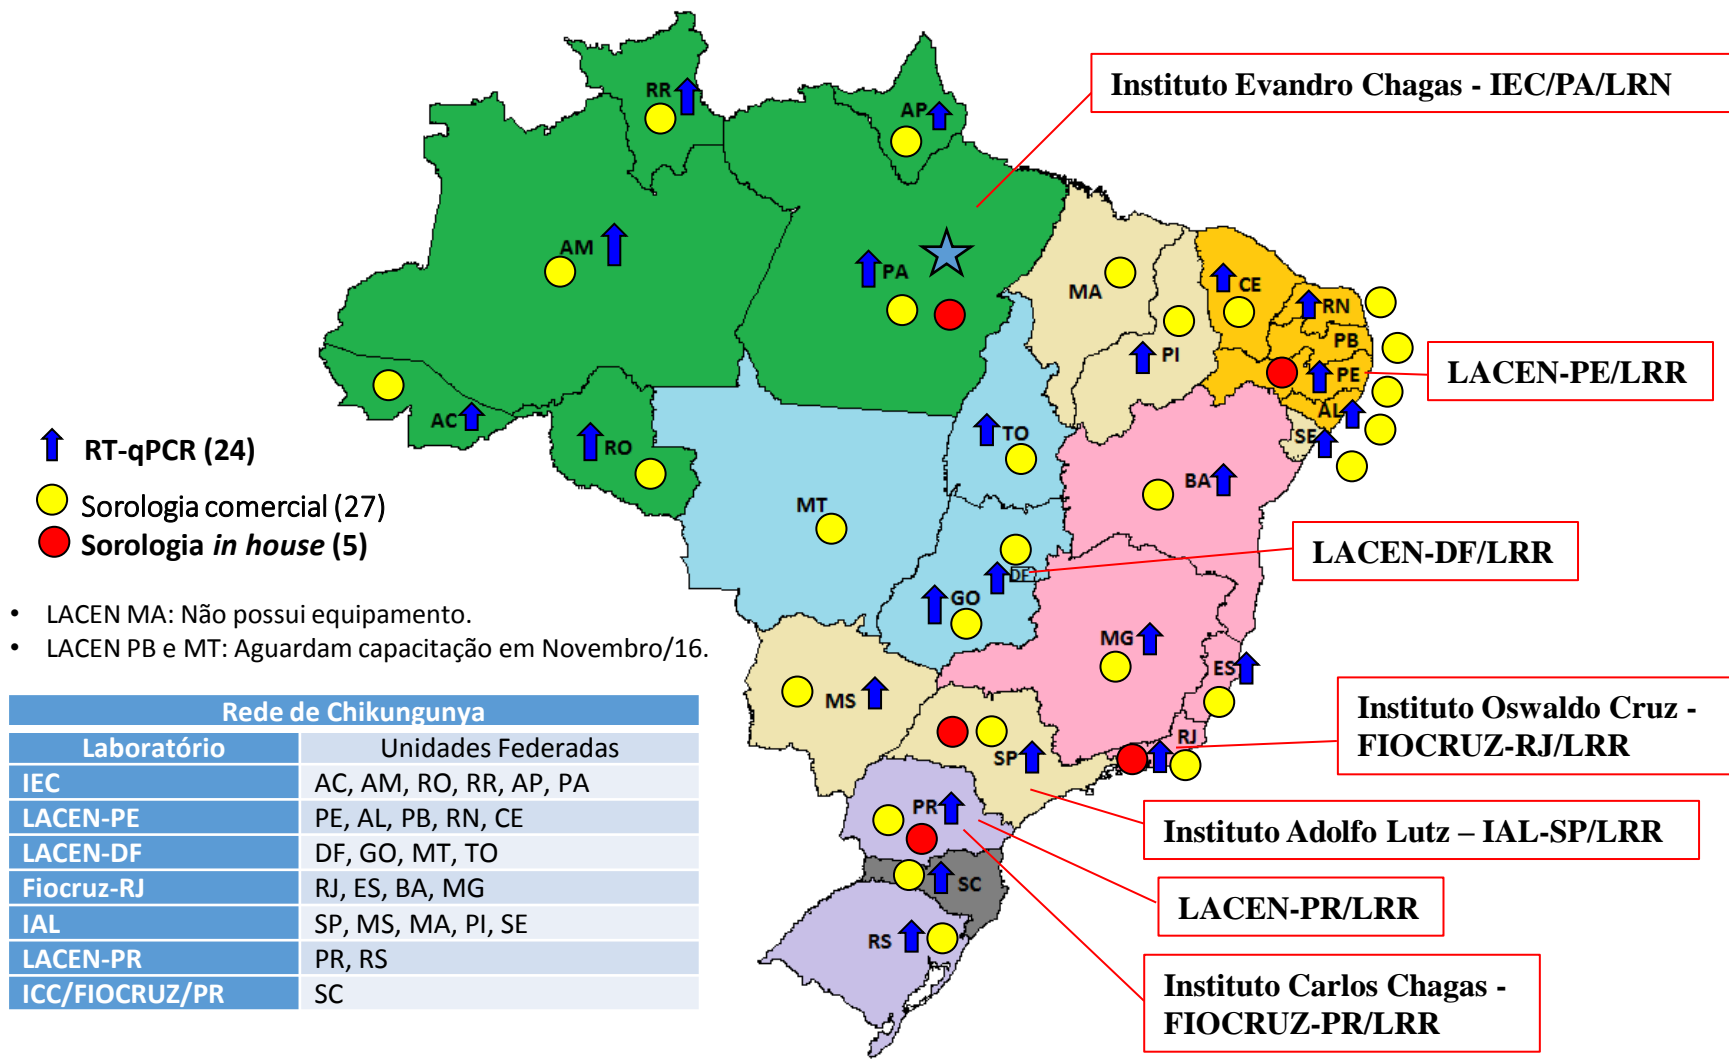 Instituto Evandro Chagas - IEC/PA/LRN
RR
AP
AM
PA
MA
CE
RN
PI
PB
PE
LACEN-PE/LRR
AL
AC
SE
TO
RO
RT-qPCR (24)
BA
Sorologia comercial (27)
MT
Sorologia in house (5)
LACEN-DF/LRR
DF
GO
• LACEN MA: Não possui equipamento.
• LACEN PB e MT: Aguardam capacitação em Novembro/16.
MG
ES
MS
Instituto Oswaldo Cruz -
FIOCRUZ-RJ/LRR
RJ
SP
PR
Instituto Adolfo Lutz – IAL-SP/LRR
SC
LACEN-PR/LRR
RS
Instituto Carlos Chagas -
FIOCRUZ-PR/LRR
Rede de Chikungunya
Laboratório Unidades Federadas
IEC AC, AM, RO, RR, AP, PA
LACEN-PE PE, AL, PB, RN, CE
LACEN-DF DF, GO, MT, TO
Fiocruz-RJ RJ, ES, BA, MG
IAL SP, MS, MA, PI, SE
LACEN-PR PR, RS
ICC/FIOCRUZ/PR SC